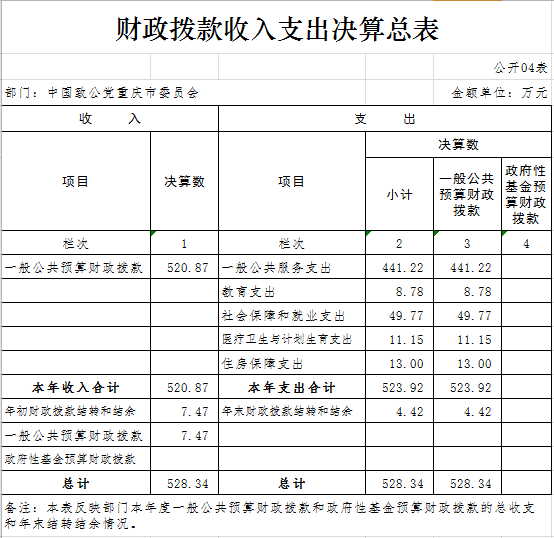 财政拨款收入支出决算总表
公开04表
部门：中国致公党重庆市委员会 金额单位：万元
收 入 支 出
项目 决算数 项目 决算数
小计 一般公共预算财政拨款 政府性基金预算财政拨款
栏次 1 栏次 2 3 4
一般公共预算财政拨款 520.87 一般公共服务支出 441.22 441.22
教育支出 8.78 8.78
社会保障和就业支出 49.77 49.77
医疗卫生与计划生育支出 11.15 11.15
住房保障支出 13.00 13.00
本年收入合计 520.87 本年支出合计 523.92 523.92
年初财政拨款结转和结余 7.47 年末财政拨款结转和结余 4.42 4.42
一般公共预算财政拨款 7.47
政府性基金预算财政拨款
总计 528.34 总计 528.34 528.34
备注：本表反映部门本年度一般公共预算财政拨款和政府性基金预算财政拨款的总收支
和年末结转结余情况。